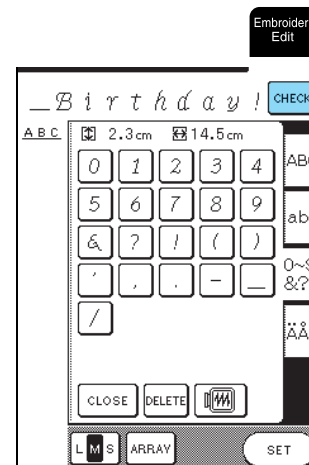 Embroider
Edit
_Birthday!
CHECK
ABC
2.3cm 14.5cm
0 1 2 3 4
ABC
5 6 7 8 9
ab
& ? ! ( )
0~9
&?
' , . - _
/
ÄÅ
CLOSE DELETE
L M S ARRAY SET